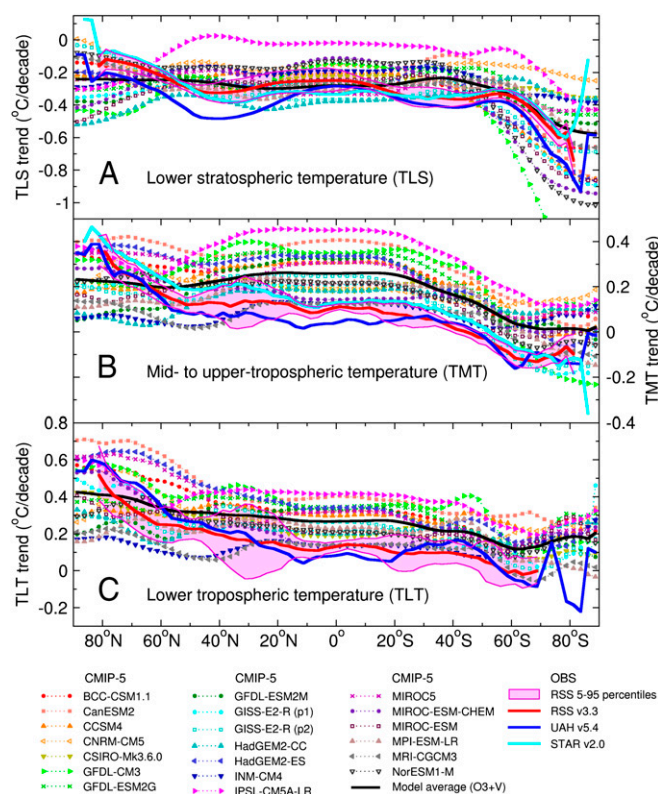 0
-0.2
-0.4
-0.6
-0.8
-1
TLS trend (°C/decade)
A Lower stratospheric temperature (TLS)
0.4
0.2
0
-0.2
-0.4
TMT trend (°C/decade)
B Mid- to upper-tropospheric temperature (TMT)
0.8
0.6
0.4
0.2
0
-0.2
TLT trend (°C/decade)
C Lower tropospheric temperature (TLT)
80°N 60°N 40°N 20°N 0° 20°S 40°S 60°S 80°S
CMIP-5
BCC-CSM1.1
CanESM2
CCSM4
CNRM-CM5
CSIRO-Mk3.6.0
GFDL-CM3
GFDL-ESM2G
CMIP-5
GFDL-ESM2M
GISS-E2-R (p1)
GISS-E2-R (p2)
HadGEM2-CC
HadGEM2-ES
INM-CM4
IPSL-CM5A-LR
CMIP-5
MIROC5
MIROC-ESM-CHEM
MIROC-ESM
MPI-ESM-LR
MRI-CGCM3
NorESM1-M
Model average (O3+V)
OBS
RSS 5-95 percentiles
RSS v3.3
UAH v5.4
STAR v2.0